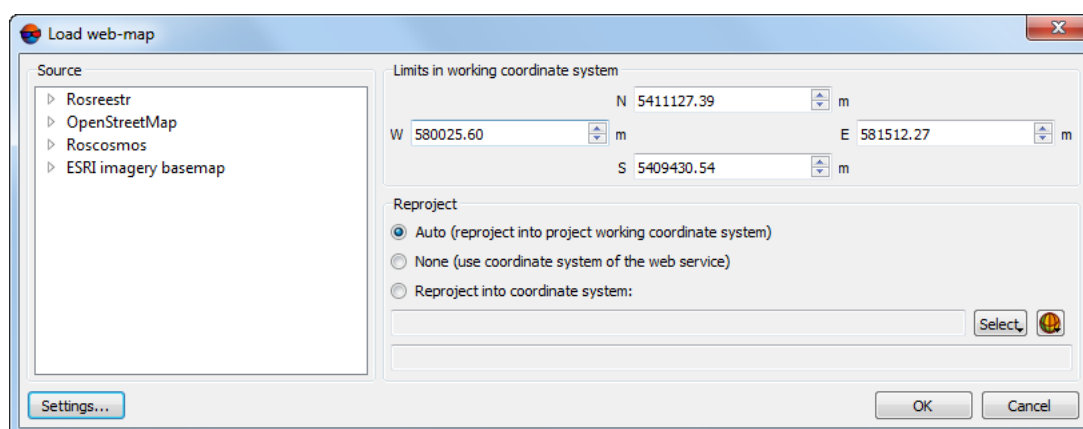 Load web-map
Source
Rosreestr
OpenStreetMap
Roscosmos
ESRI imagery basemap
Limits in working coordinate system
N 5411127.39 m
W 580025.60 m
E 581512.27 m
S 5409430.54 m
Reproject
Auto (reproject into project working coordinate system)
None (use coordinate system of the web service)
Reproject into coordinate system:
Select
Settings...
OK
Cancel